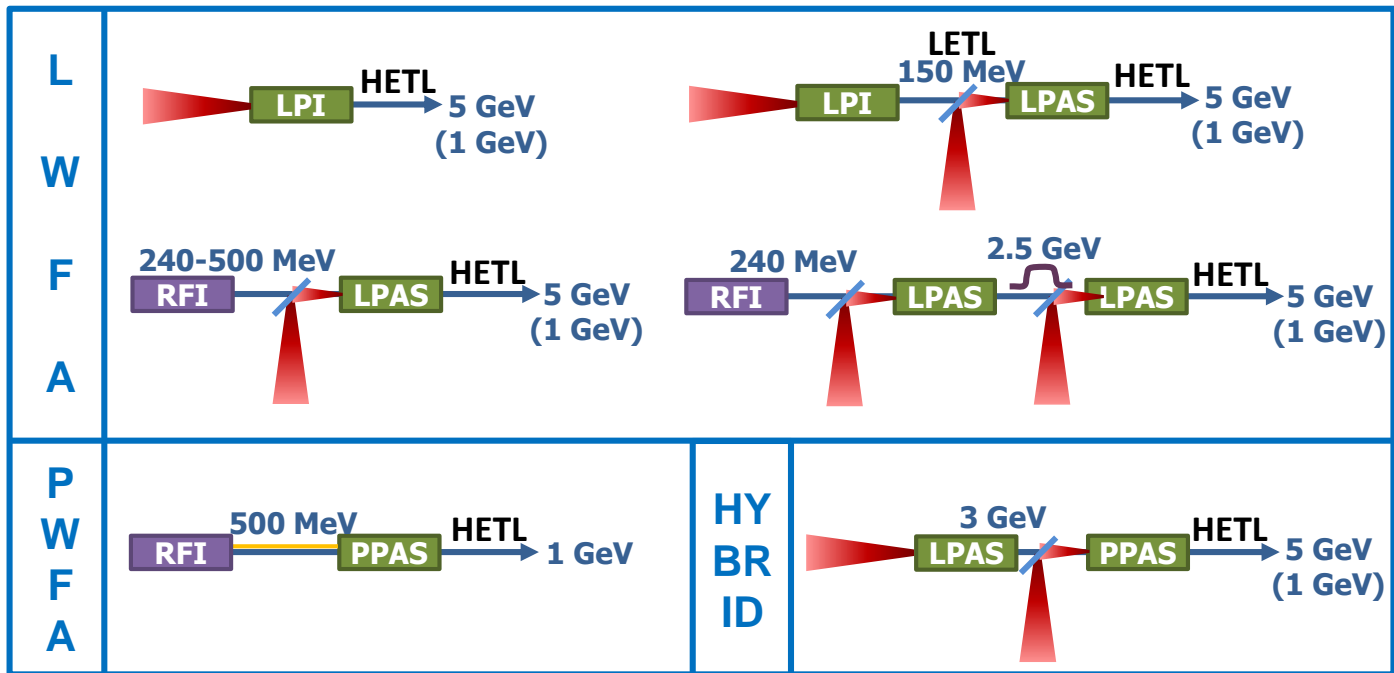 L
W
F
A
HETL
LPI
5 GeV
(1 GeV)
LETL
150 MeV
HETL
LPI
LPAS
5 GeV
(1 GeV)
240-500 MeV
HETL
RFI
LPAS
5 GeV
(1 GeV)
240 MeV
2.5 GeV
HETL
RFI
LPAS
LPAS
5 GeV
(1 GeV)
P
W
F
A
500 MeV
HETL
RFI
PPAS
1 GeV
HY
BR
ID
3 GeV
HETL
LPAS
PPAS
5 GeV
(1 GeV)